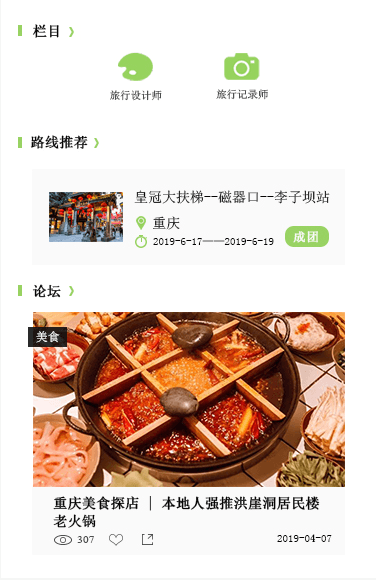 栏目 》
旅行设计师
旅行记录师
路线推荐 》
皇冠大扶梯--磁器口--李子坝站
重庆
2019-6-17——2019-6-19
成团
论坛 》
美食
重庆美食探店 ｜ 本地人强推洪崖洞居民楼
老火锅
307
2019-04-07